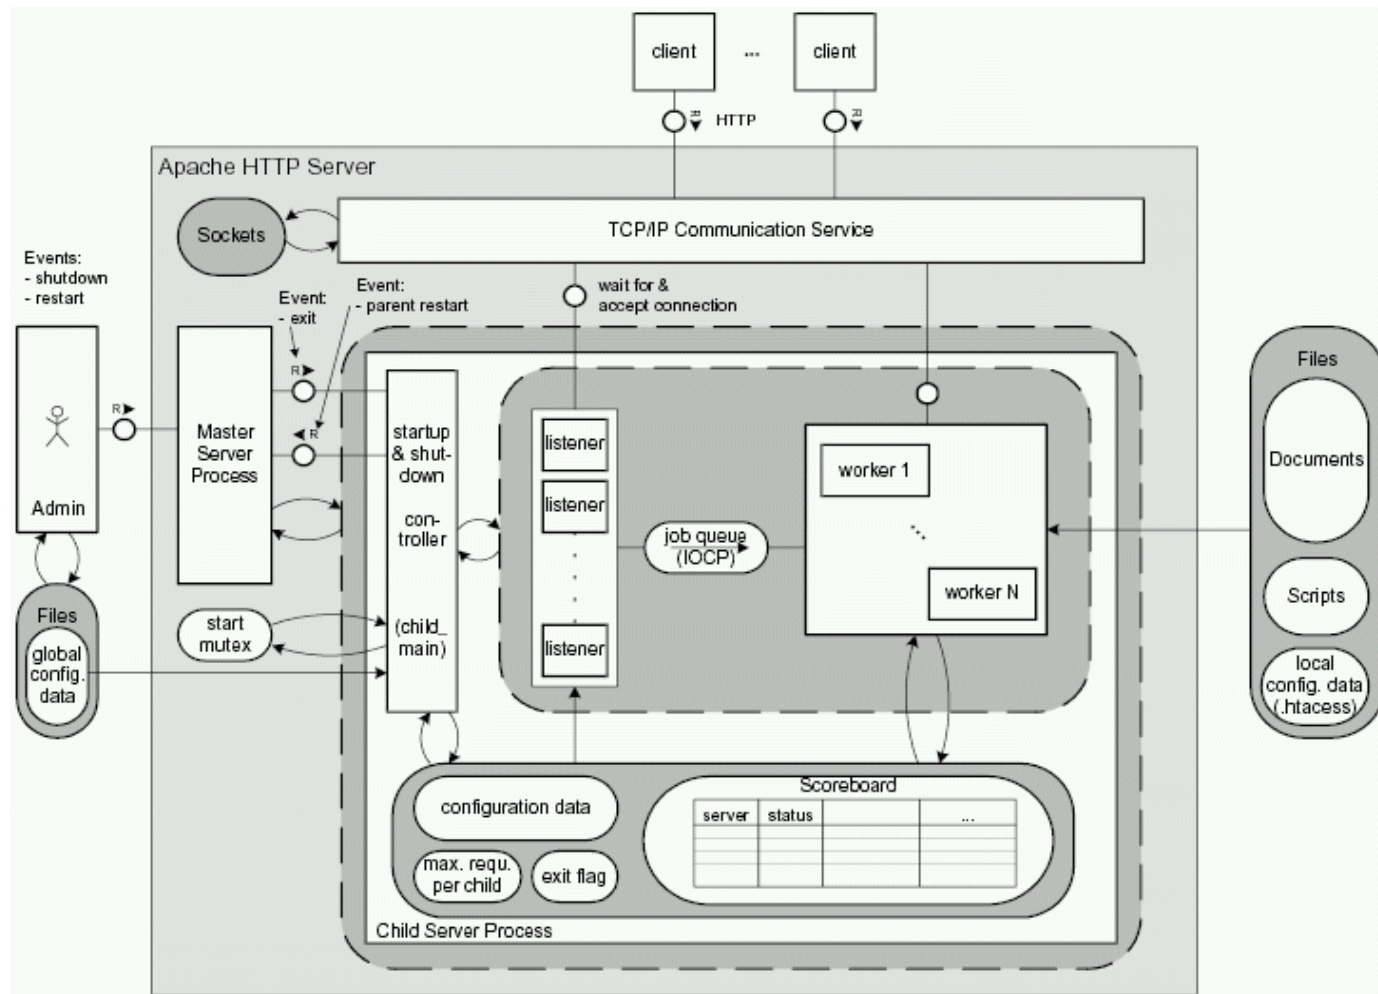 client
...
client
R
HTTP
R
Apache HTTP Server
Sockets
TCP/IP Communication Service
Events:
- shutdown
- restart
Event:
- exit
Event:
- parent restart
wait for &
accept connection
R
R
R
Admin
Master
Server
Process
startup
& shut-
down
con-
troller
(child_
main)
listener
listener
listener
job queue
(IOCP)
worker 1
worker N
Files
Documents
Scripts
local
config. data
(.htacess)
Files
global
config.
data
start
mutex
configuration data
max. requ.
per child
exit flag
Scoreboard
server status ...
Child Server Process